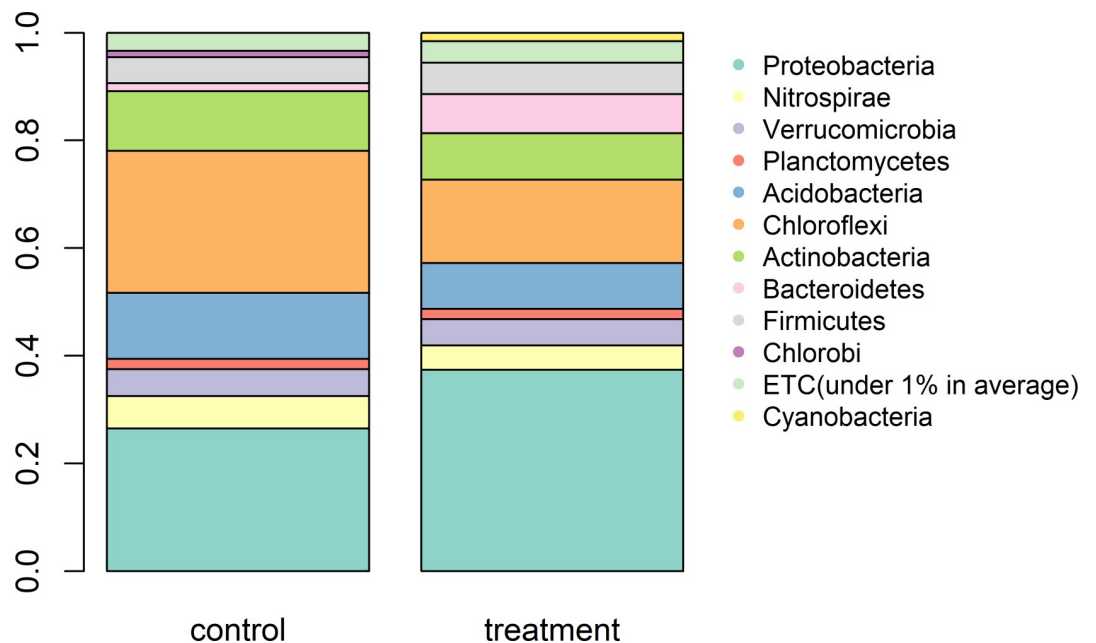 1.0
0.8
0.6
0.4
0.2
0.0
control
treatment
Proteobacteria
Nitrospirae
Verrucomicrobia
Planctomycetes
Acidobacteria
Chloroflexi
Actinobacteria
Bacteroidetes
Firmicutes
Chlorobi
ETC(under 1% in average)
Cyanobacteria